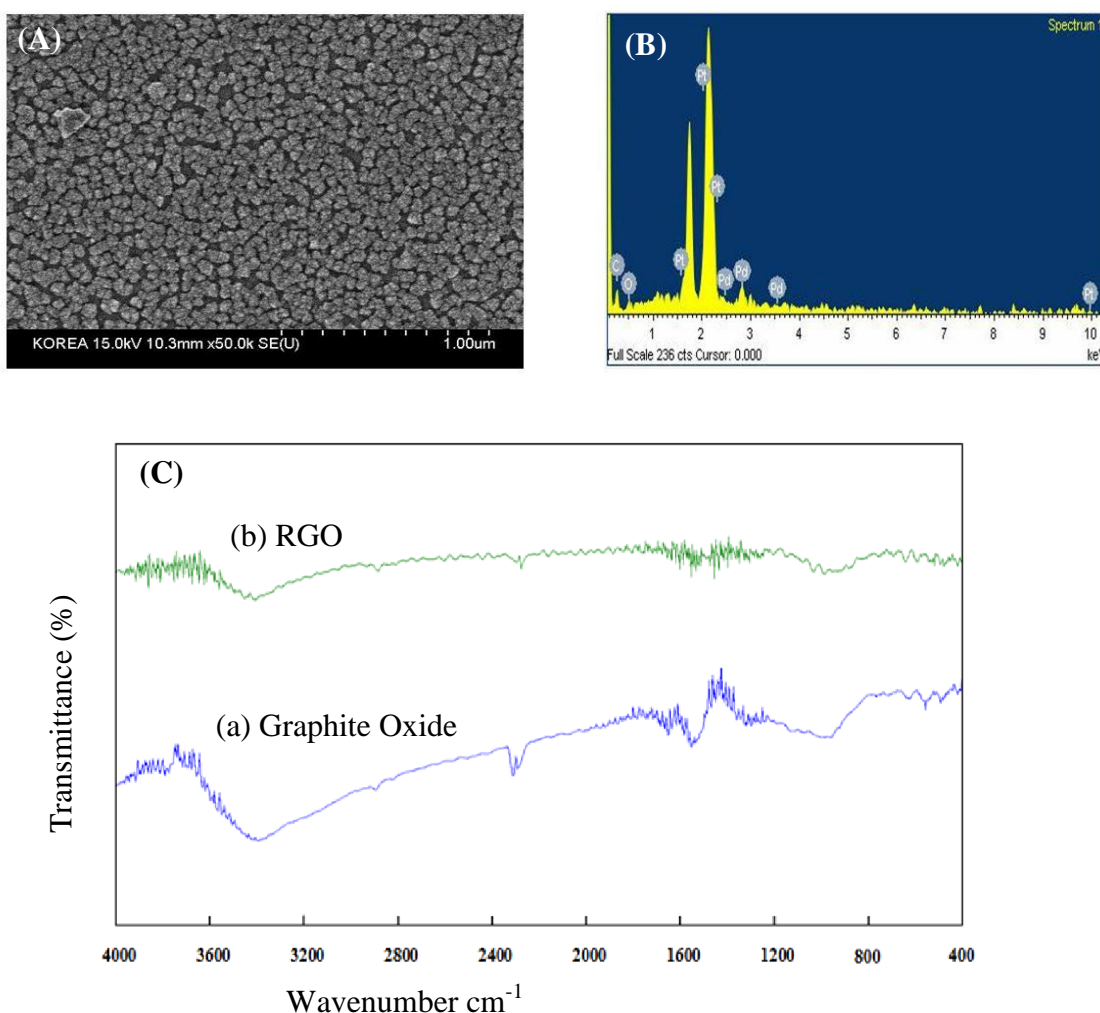 (A)
KOREA 15.0kV 10.3mm x50.0k SE(U) 1.00um
(B)
Spectrum 1
Pt
Pt
Pt
C
O
Pd
Pd
Pd
Pt
1 2 3 4 5 6 7 8 9 10
Full Scale 236 cts Cursor: 0.000 ke
(C)
(b) RGO
(a) Graphite Oxide
Transmittance (%)
4000 3600 3200 2800 2400 2000 1600 1200 800 400
Wavenumber cm-1